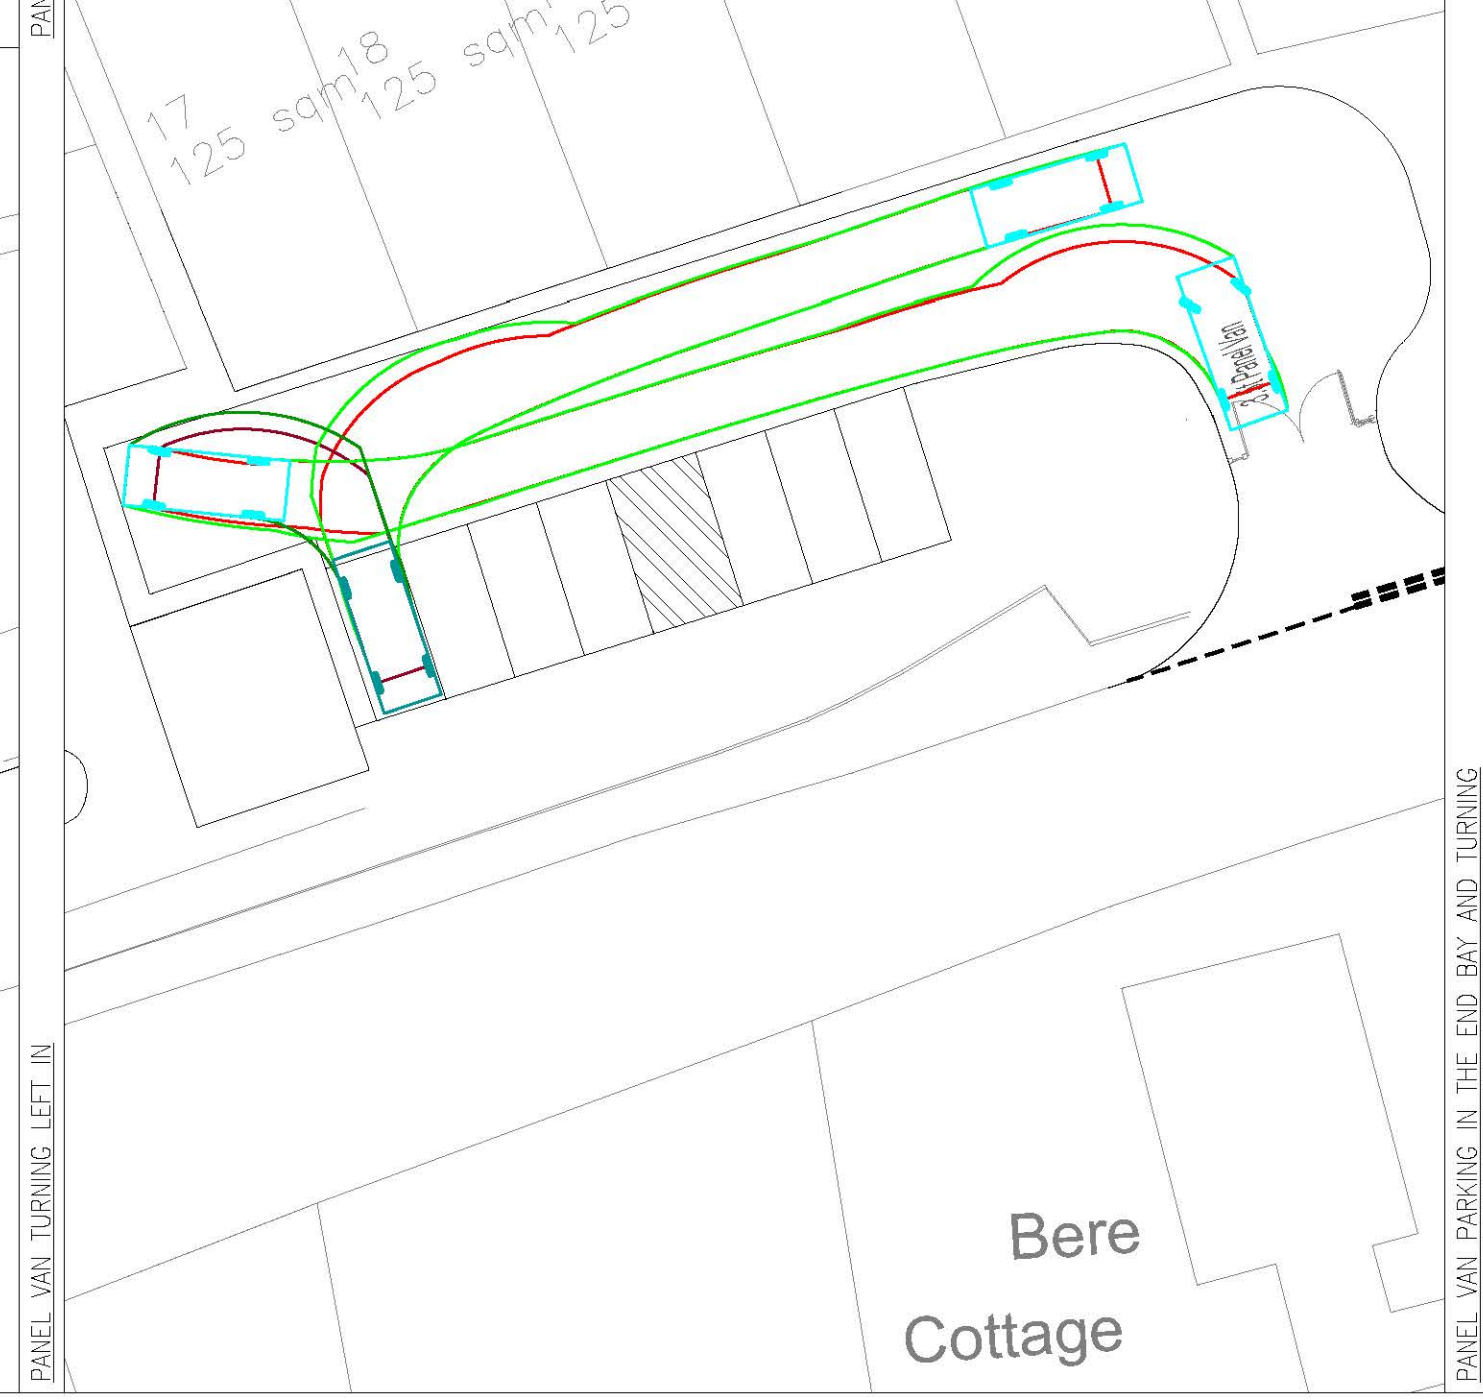 PAN
17
125 sqm
18
125 sqm
125
3.5t Panel Van
PANEL VAN TURNING LEFT IN
PANEL VAN PARKING IN THE END BAY AND TURNING
Bere
Cottage